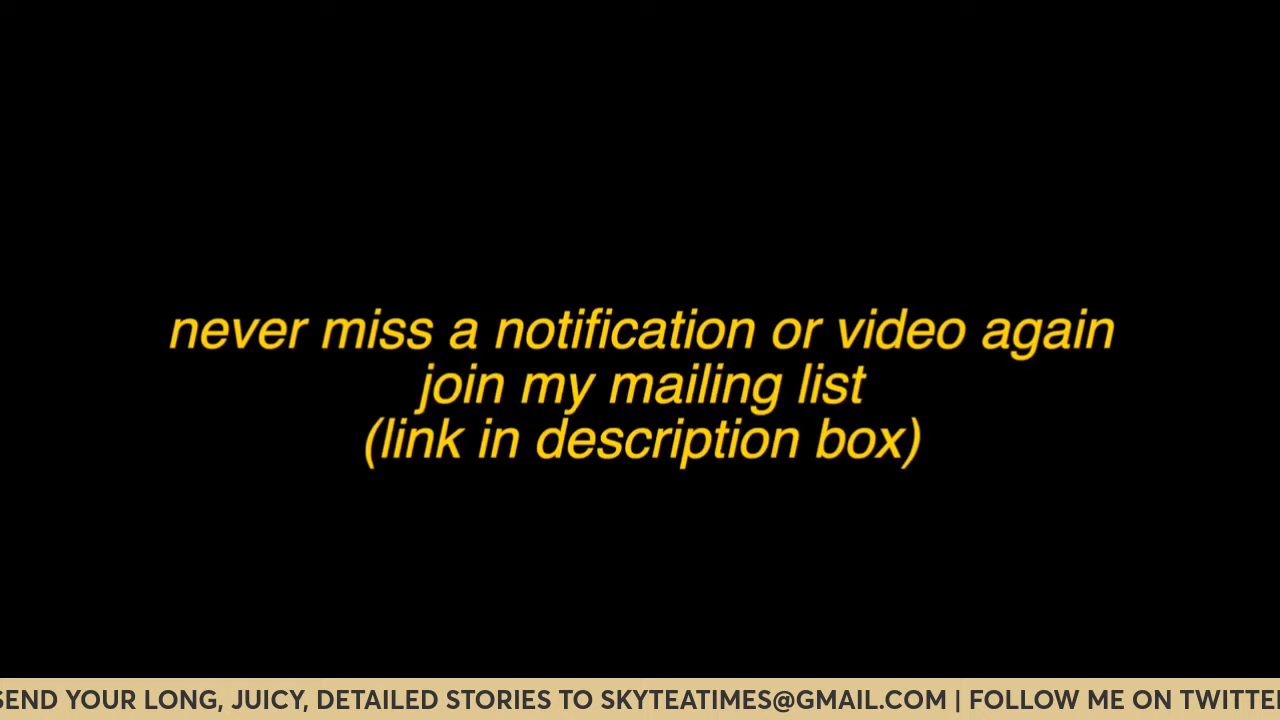 never miss a notification or video again
join my mailing list
(link in description box)
SEND YOUR LONG, JUICY, DETAILED STORIES TO SKYTEATIMES@GMAIL.COM | FOLLOW ME ON TWITTE